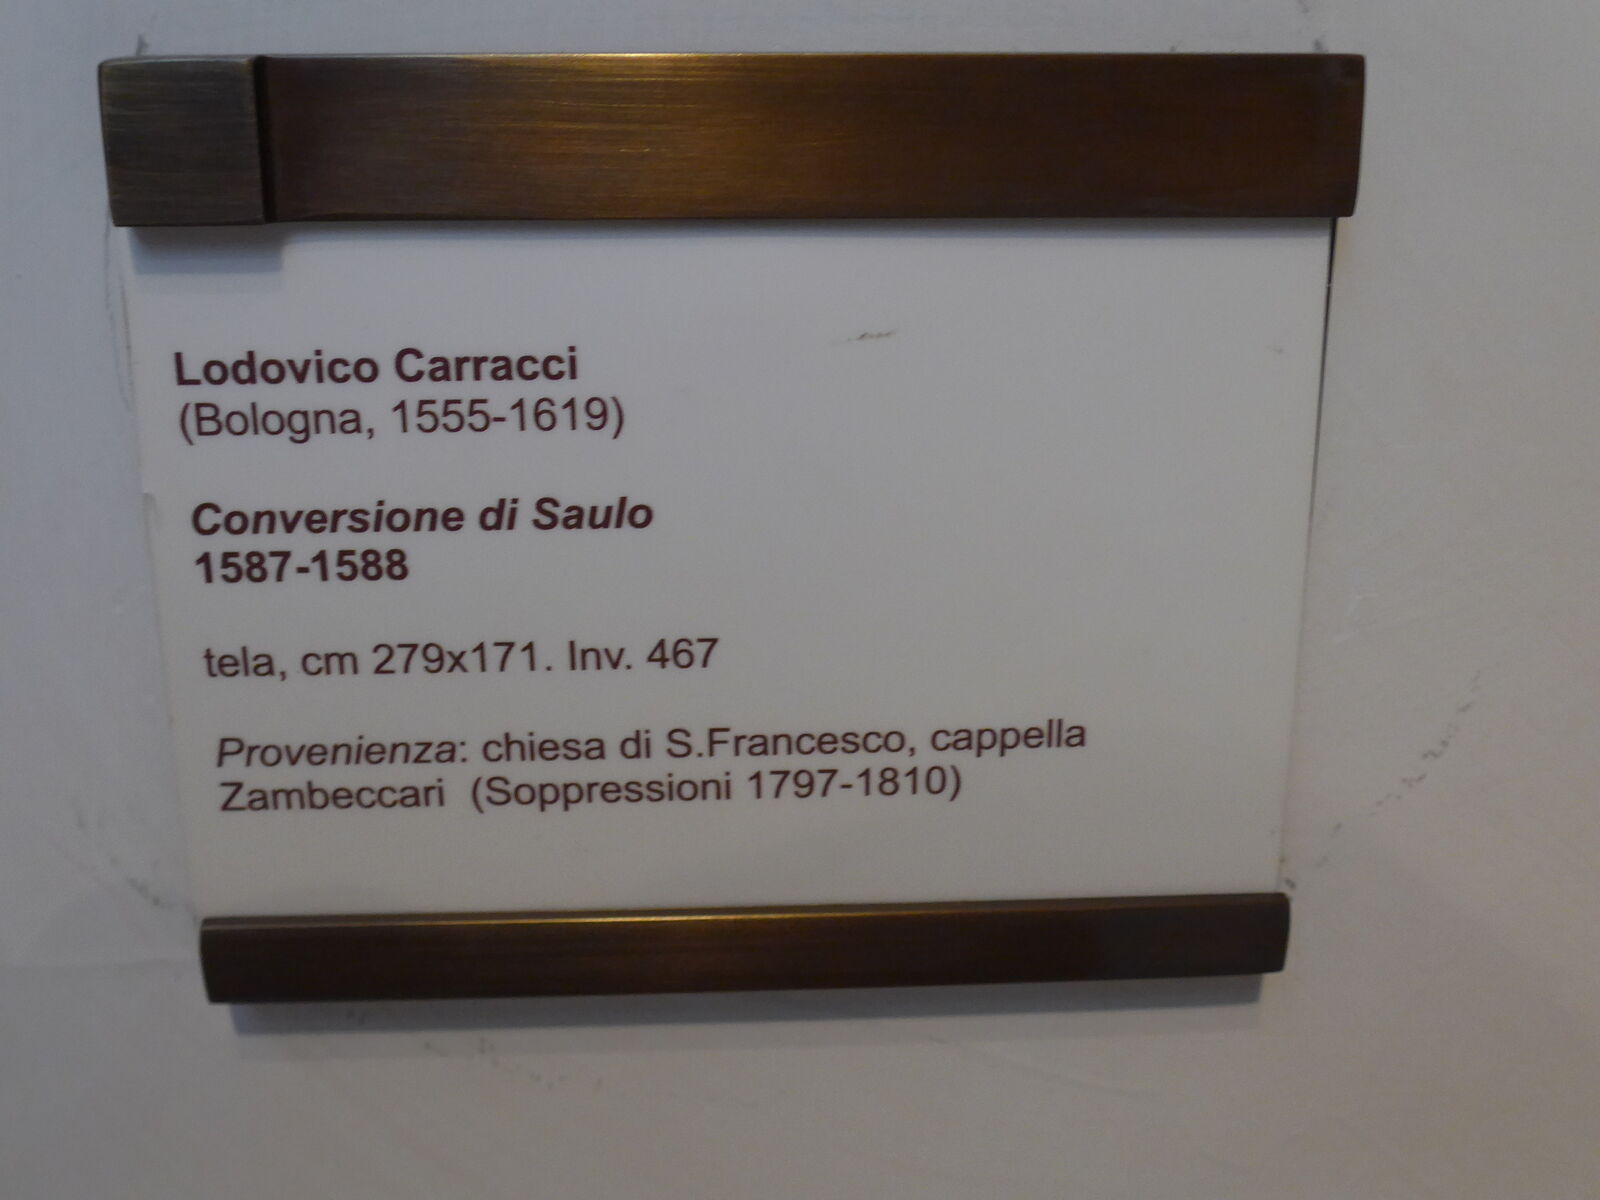 Lodovico Carracci
(Bologna, 1555-1619)
Conversione di Saulo
1587-1588
tela, cm 279x171. Inv. 467
Provenienza: chiesa di S.Francesco, cappella
Zambeccari (Soppressioni 1797-1810)